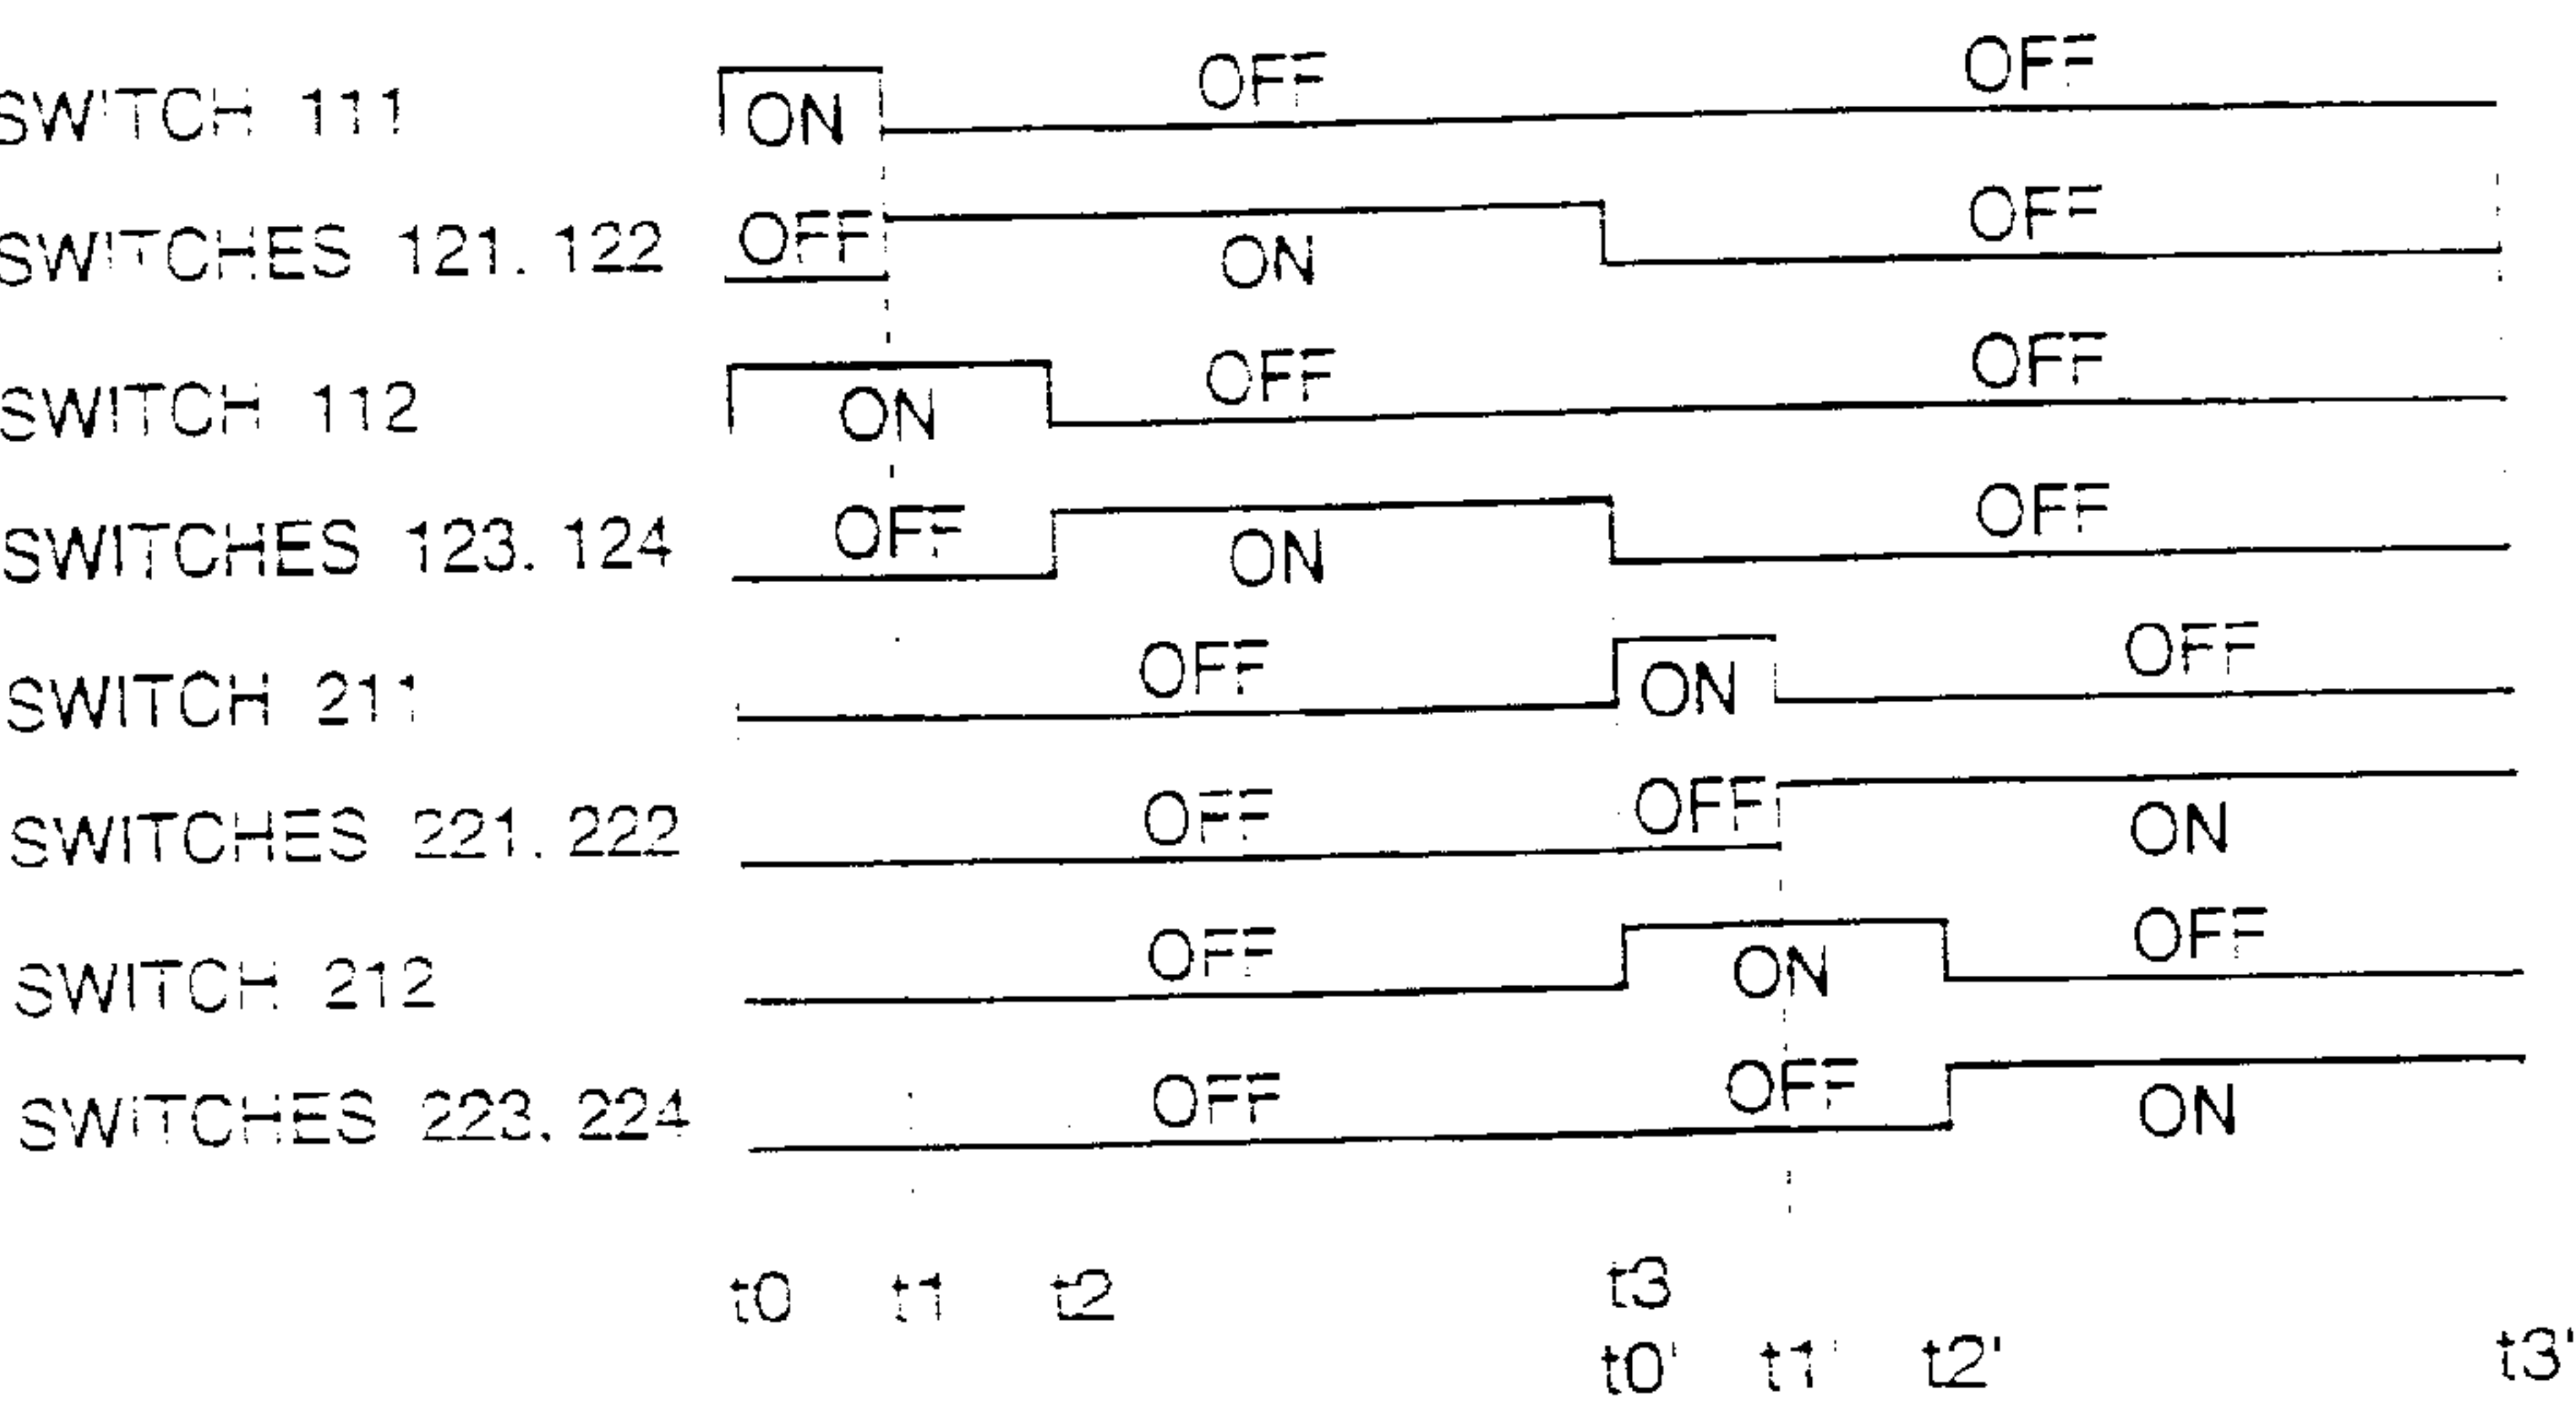 SWITCH 111 ON OFF OFF
SWITCHES 121. 122 OFF ON OFF
SWITCH 112 ON OFF OFF
SWITCHES 123. 124 OFF ON OFF
SWITCH 211 OFF ON OFF
SWITCHES 221. 222 OFF OFF ON
SWITCH 212 OFF ON OFF
SWITCHES 223. 224 OFF OFF ON
t0 t1 t2 t3
t0' t1' t2' t3'